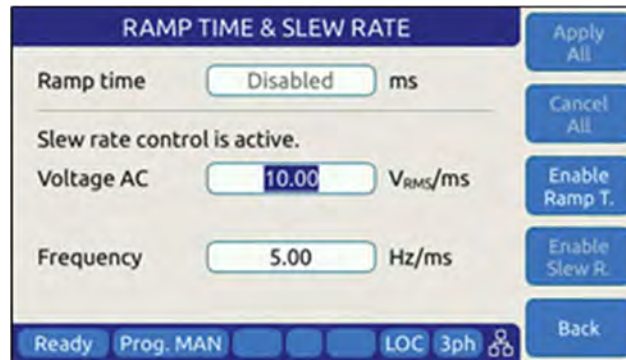 RAMP TIME & SLEW RATE
Ramp time Disabled ms
Slew rate control is active.
Voltage AC 10.00 VRMS/ms
Frequency 5.00 Hz/ms
Ready Prog. MAN LOC 3ph
Apply
All
Cancel
All
Enable
Ramp T.
Enable
Slew R.
Back